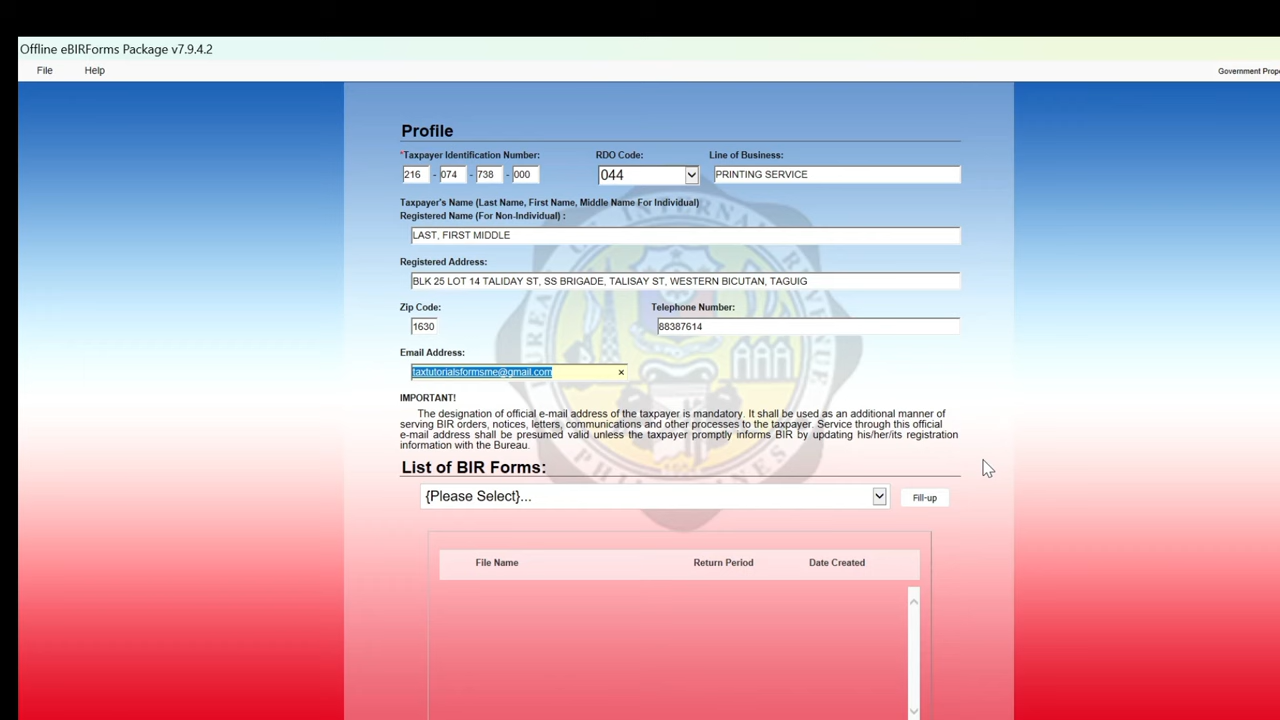 Offline eBIRForms Package v7.9.4.2
File Help Government Prope
Profile
*Taxpayer Identification Number: RDO Code: Line of Business:
216 - 074 - 738 - 000 044 PRINTING SERVICE
Taxpayer's Name (Last Name, First Name, Middle Name For Individual)
Registered Name (For Non-Individual) :
LAST, FIRST MIDDLE
Registered Address:
BLK 25 LOT 14 TALIDAY ST, SS BRIGADE, TALISAY ST, WESTERN BICUTAN, TAGUIG
Zip Code: Telephone Number:
1630 88387614
Email Address:
taxtutorialsformsme@gmail.com ×
IMPORTANT!
The designation of official e-mail address of the taxpayer is mandatory. It shall be used as an additional manner of
serving BIR orders, notices, letters, communications and other processes to the taxpayer. Service through this official
e-mail address shall be presumed valid unless the taxpayer promptly informs BIR by updating his/her/its registration
information with the Bureau.
List of BIR Forms:
{Please Select}... Fill-up
File Name Return Period Date Created
BUREAU OF INTERNAL REVENUE
PHILIPPINES